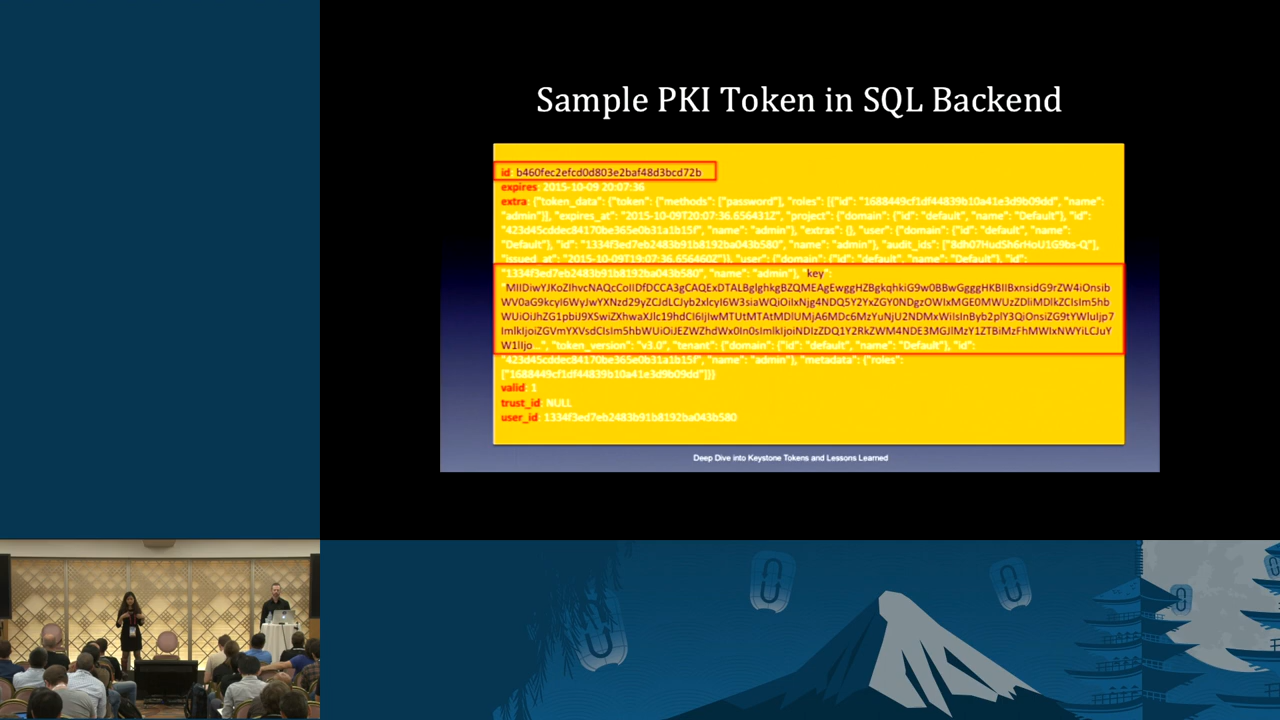 Sample PKI Token in SQL Backend
id: b460fec2efcd0d803e2baf48d3bcd72b
expires: 2015-10-09 20:07:36
extra: {"token_data": {"token": {"methods": ["password"], "roles": [{"id": "1688449cf1df44839b10a41e3d9b09dd", "name":
"admin"}], "expires_at": "2015-10-09T20:07:36.656431Z", "project": {"domain": {"id": "default", "name": "Default"}, "id":
"423d45cddec84170be365e0b31a1b15f", "name": "admin"}, "extras": {}, "user": {"domain": {"id": "default", "name":
"Default"}, "id": "1334f3ed7eb2483b91b8192ba043b580", "name": "admin"}, "audit_ids": ["8dh07HudSh6rHoU1G9bs-Q"],
"issued_at": "2015-10-09T19:07:36.656460Z"}}, "user": {"domain": {"id": "default", "name": "Default"}, "id":
"1334f3ed7eb2483b91b8192ba043b580", "name": "admin"}, "key":
"token_version": "v3.0", "tenant": {"domain": {"id": "default", "name": "Default"}, "id":
"423d45cddec84170be365e0b31a1b15f", "name": "admin"}, "metadata": {"roles":
["1688449cf1df44839b10a41e3d9b09dd"]}}
valid: 1
trust_id: NULL
user_id: 1334f3ed7eb2483b91b8192ba043b580
Deep Dive into Keystone Tokens and Lessons Learned